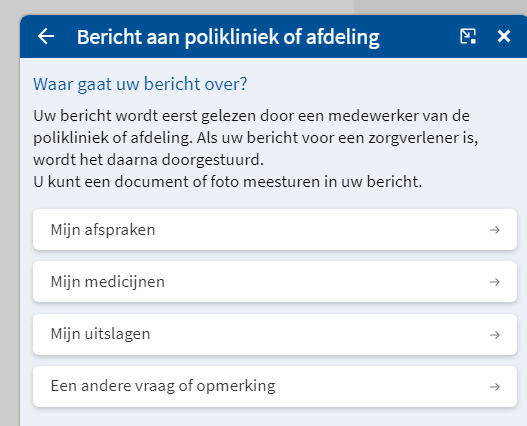 Bericht aan polikliniek of afdeling
Waar gaat uw bericht over?
Uw bericht wordt eerst gelezen door een medewerker van de
polikliniek of afdeling. Als uw bericht voor een zorgverlener is,
wordt het daarna doorgestuurd.
U kunt een document of foto meesturen in uw bericht.
Mijn afspraken
Mijn medicijnen
Mijn uitslagen
Een andere vraag of opmerking